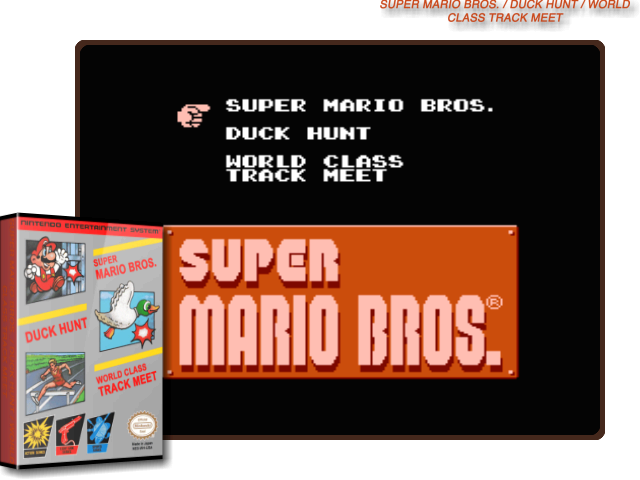 SUPER MARIO BROS. / DUCK HUNT / WORLD
CLASS TRACK MEET
SUPER MARIO BROS.
DUCK HUNT
WORLD CLASS
TRACK MEET
SUPER
MARIO BROS.®
NINTENDO ENTERTAINMENT SYSTEM
SUPER
MARIO BROS.
DUCK HUNT
WORLD CLASS
TRACK MEET